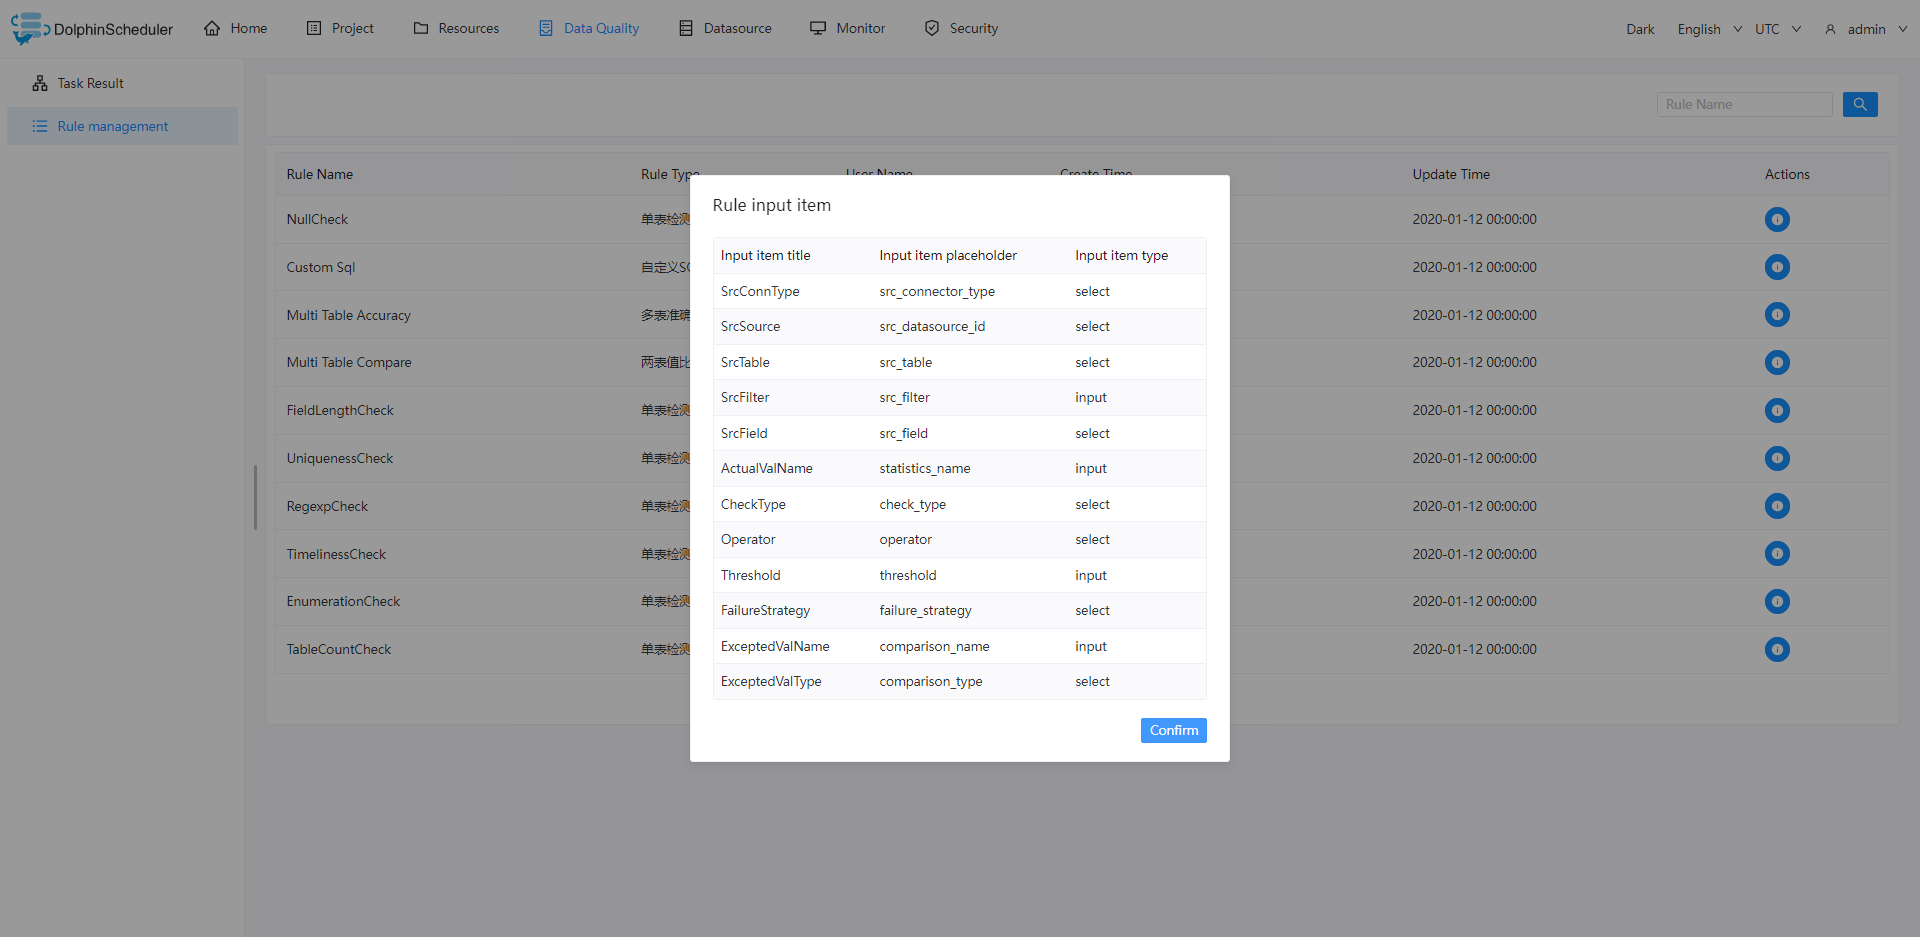 DolphinScheduler Home Project Resources Data Quality Datasource Monitor Security Dark English UTC admin
Task Result
Rule management
Rule Name
Rule Name Rule Type User Name Create Time Update Time Actions
NullCheck 单表检测 2020-01-12 00:00:00
Custom Sql 自定义SQ 2020-01-12 00:00:00
Multi Table Accuracy 多表准确 2020-01-12 00:00:00
Multi Table Compare 两表值比 2020-01-12 00:00:00
FieldLengthCheck 单表检测 2020-01-12 00:00:00
UniquenessCheck 单表检测 2020-01-12 00:00:00
RegexpCheck 单表检测 2020-01-12 00:00:00
TimelinessCheck 单表检测 2020-01-12 00:00:00
EnumerationCheck 单表检测 2020-01-12 00:00:00
TableCountCheck 单表检测 2020-01-12 00:00:00
Rule input item
Input item title Input item placeholder Input item type
SrcConnType src_connector_type select
SrcSource src_datasource_id select
SrcTable src_table select
SrcFilter src_filter input
SrcField src_field select
ActualValName statistics_name input
CheckType check_type select
Operator operator select
Threshold threshold input
FailureStrategy failure_strategy select
ExceptedValName comparison_name input
ExceptedValType comparison_type select
Confirm